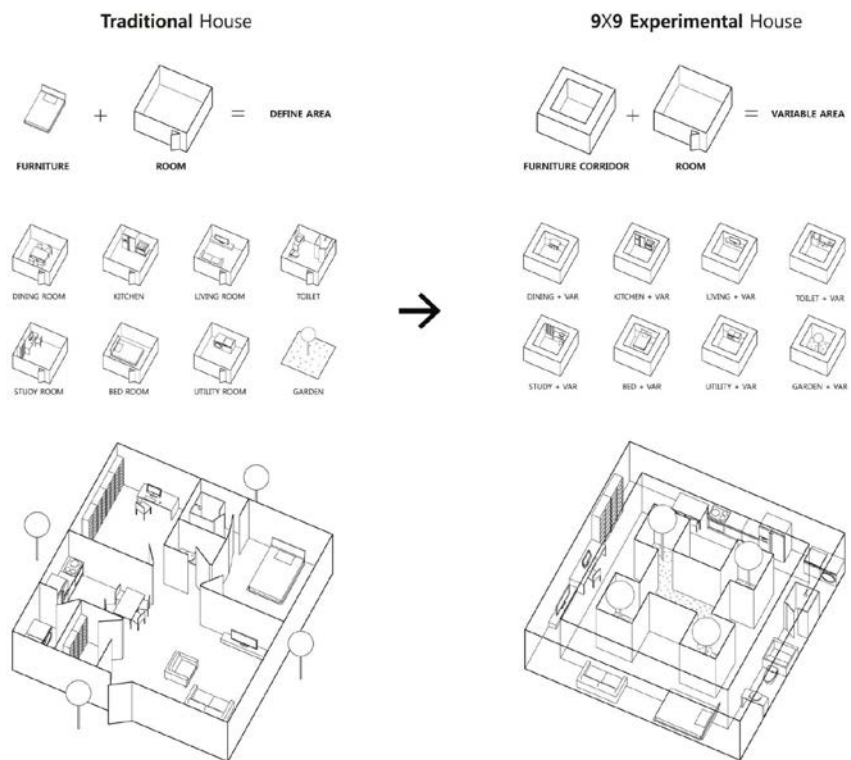 Traditional House
9X9 Experimental House
+
=
DEFINE AREA
FURNITURE
ROOM
+
=
VARIABLE AREA
FURNITURE CORRIDOR
ROOM
DINING ROOM
KITCHEN
LIVING ROOM
TOILET
DINING + VAR
KITCHEN + VAR
LIVING + VAR
TOILET + VAR
STUDY ROOM
BED ROOM
UTILITY ROOM
GARDEN
STUDY + VAR
BED + VAR
UTILITY + VAR
GARDEN + VAR